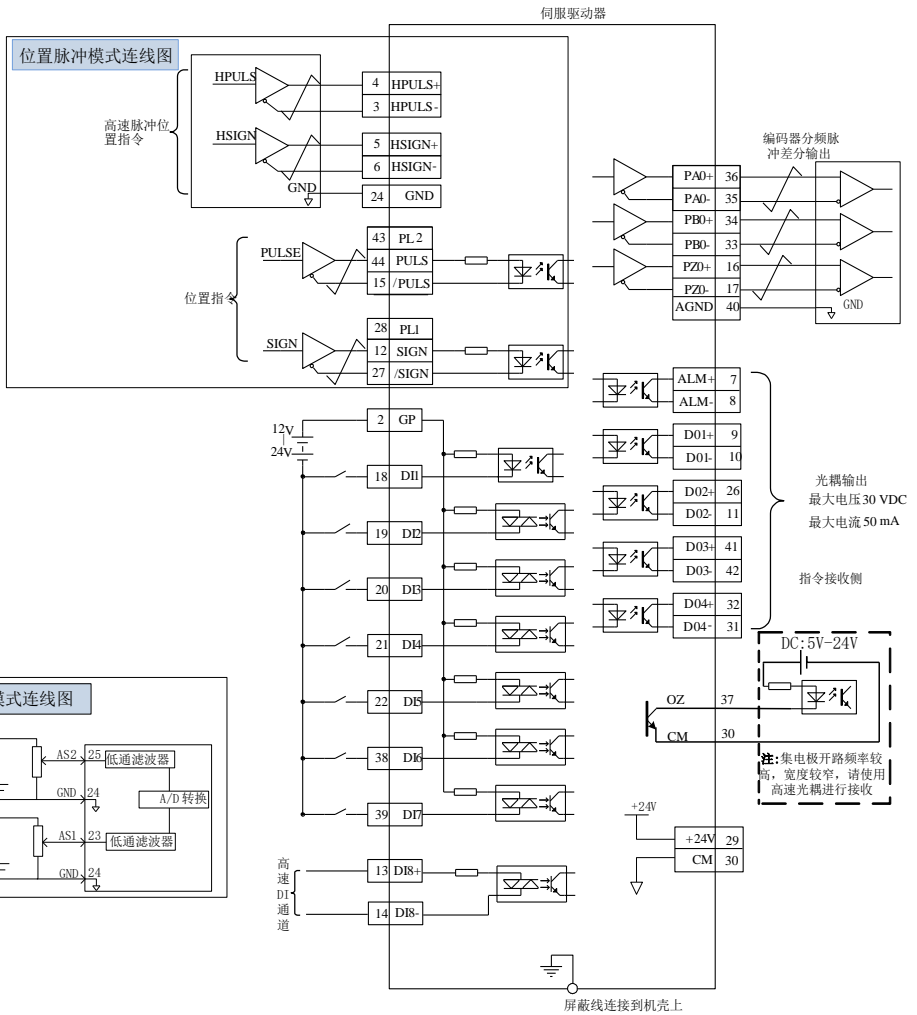 伺服驱动器
位置脉冲模式连线图
HPULS
4 HPULS+
3 HPULS-
高速脉冲位
置指令
HSIGN
5 HSIGN+
6 HSIGN-
GND
24 GND
43 PL2
PULSE
44 PULS
15 /PULS
位置指令
28 PL1
SIGN
12 SIGN
27 /SIGN
编码器分频脉
冲差分输出
PA0+ 36
PA0- 35
PB0+ 34
PB0- 33
PZ0+ 16
PZ0- 17
AGND 40
GND
ALM+ 7
ALM- 8
D01+ 9
D01- 10
D02+ 26
D02- 11
D03+ 41
D03- 42
D04+ 32
D04- 31
光耦输出
最大电压30 VDC
最大电流50 mA
指令接收侧
2 GP
12V
24V
18 DI1
19 DI2
20 DI3
21 DI4
22 DI5
38 DI6
39 DI7
高
速
DI
通
道
13 DI8+
14 DI8-
DC:5V-24V
OZ 37
CM 30
注:集电极开路频率较
高，宽度较窄，请使用
高速光耦进行接收
+24V
+24V 29
CM 30
式连线图
AS2 25 低通滤波器
GND 24
A/D 转换
AS1 23 低通滤波器
GND 24
屏蔽线连接到机壳上